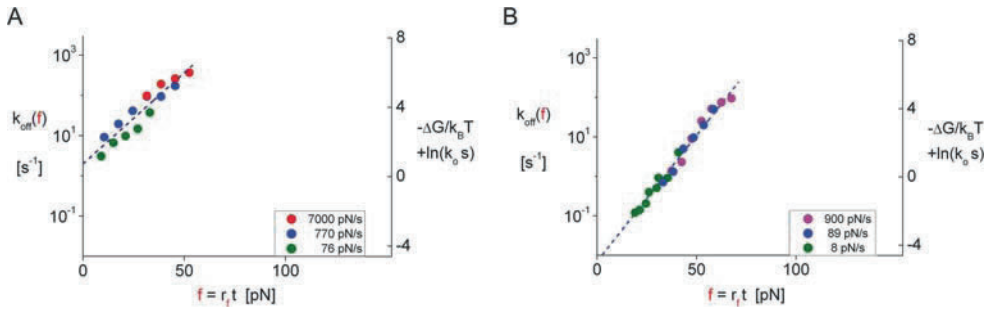 A
10³
k_off(f)
10¹
[s⁻¹]
10⁻¹
0
50
100
f = r_f t [pN]
8
4
-ΔG/k_BT
+ln(k_o s)
0
-4
7000 pN/s
770 pN/s
76 pN/s
B
10³
k_off(f)
10¹
[s⁻¹]
10⁻¹
0
50
100
f = r_f t [pN]
8
4
-ΔG/k_BT
+ln(k_o s)
0
-4
900 pN/s
89 pN/s
8 pN/s